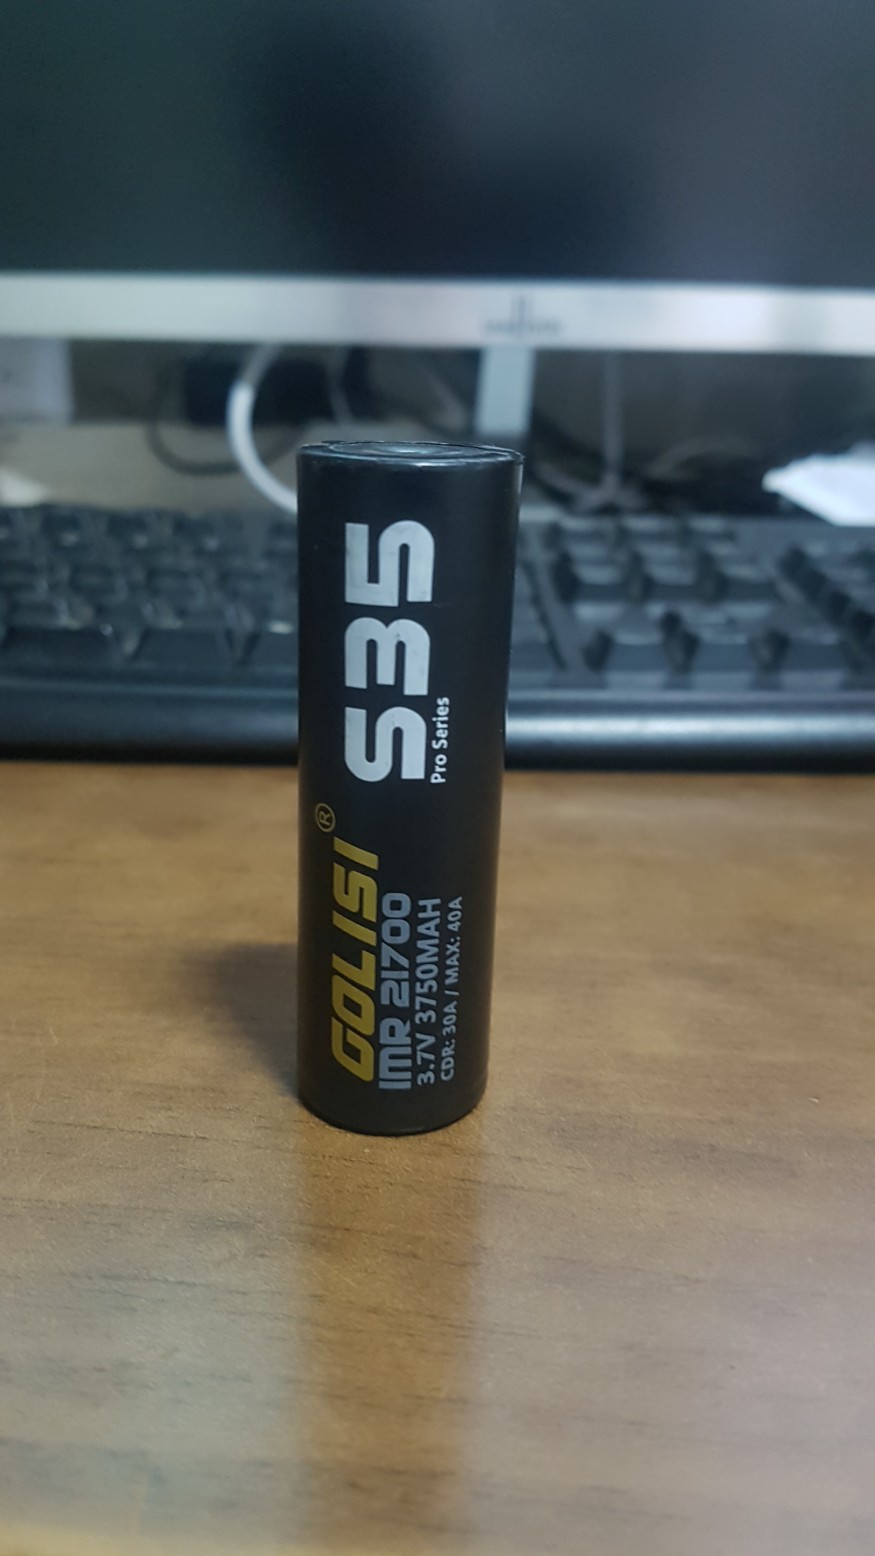 S35
Pro Series
GOLISI®
IMR 21700
3.7V 3750MAH
CDR: 30A / MAX: 40A